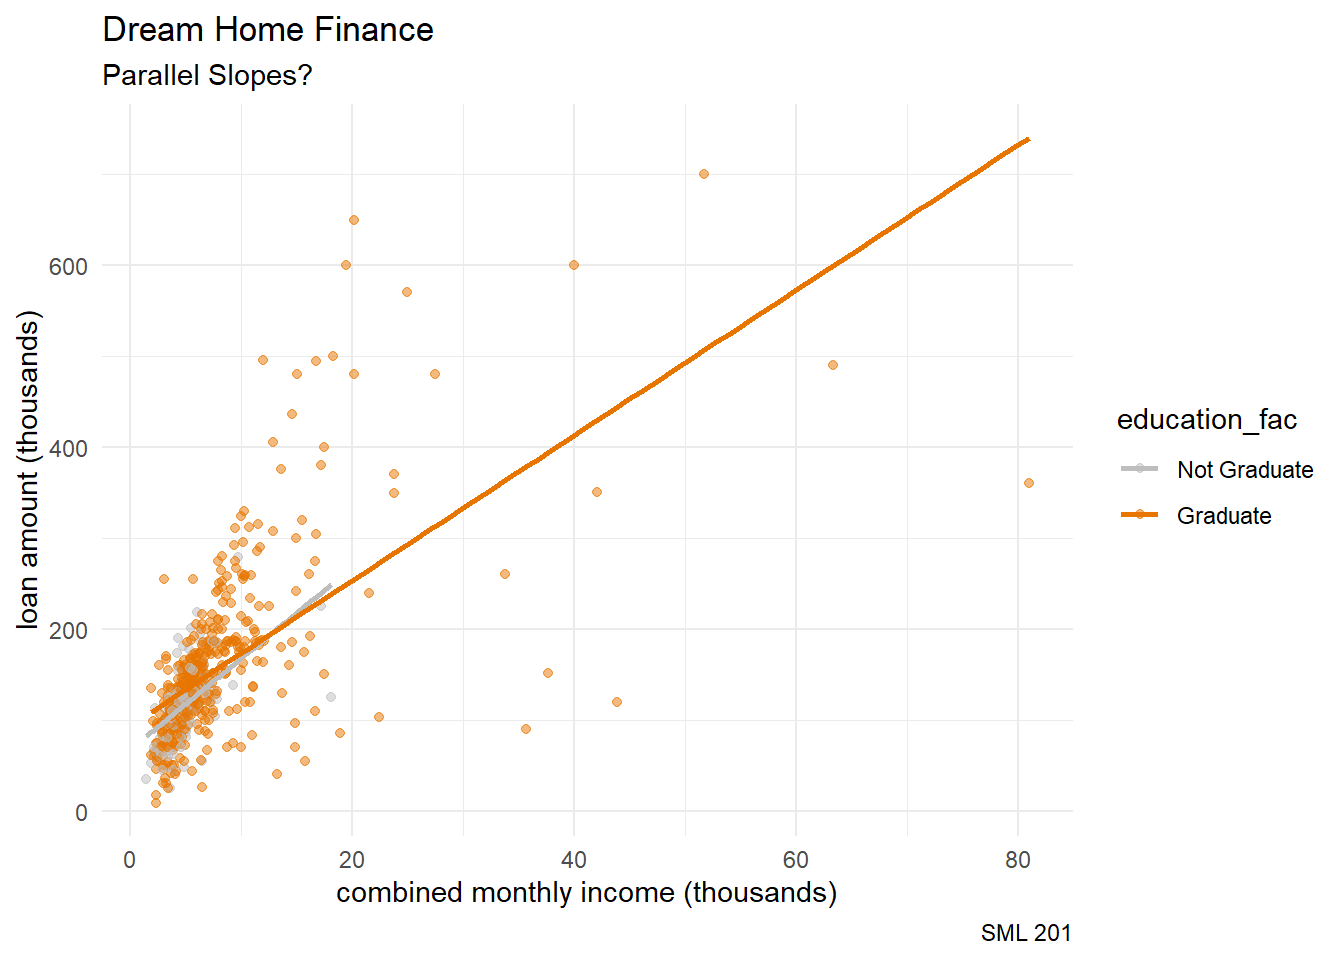 Dream Home Finance
Parallel Slopes?
loan amount (thousands)
600
400
200
0
0 20 40 60 80
combined monthly income (thousands)
education_fac
Not Graduate
Graduate
SML 201